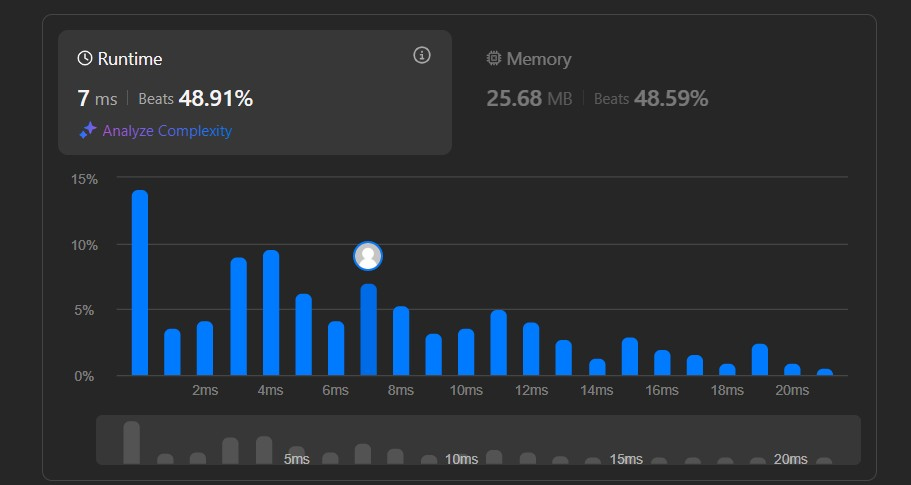 Runtime
7 ms | Beats 48.91%
Analyze Complexity
Memory
25.68 MB | Beats 48.59%
15%
10%
5%
0%
2ms 4ms 6ms 8ms 10ms 12ms 14ms 16ms 18ms 20ms
5ms 10ms 15ms 20ms